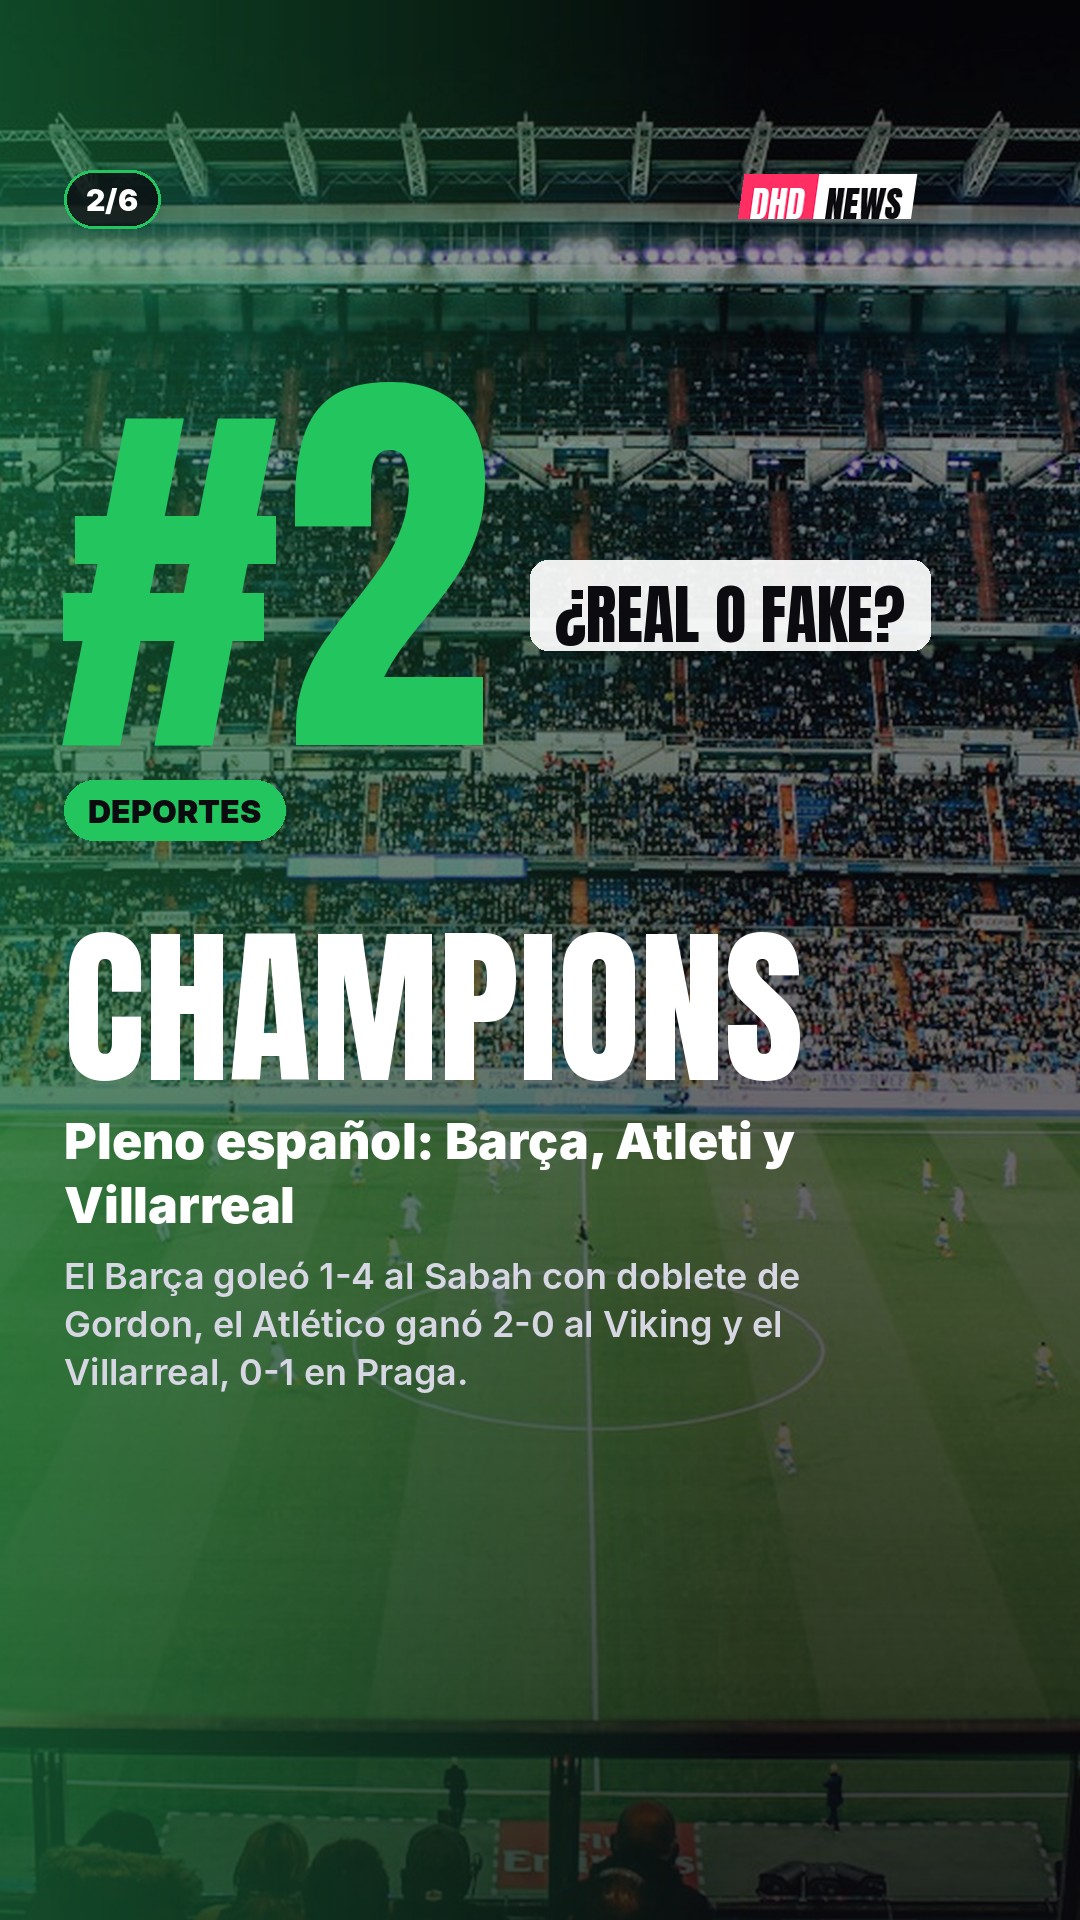 2/6
DHD NEWS
#2
¿REAL O FAKE?
DEPORTES
CHAMPIONS
Pleno español: Barça, Atleti y
Villarreal
El Barça goleó 1-4 al Sabah con doblete de
Gordon, el Atlético ganó 2-0 al Viking y el
Villarreal, 0-1 en Praga.